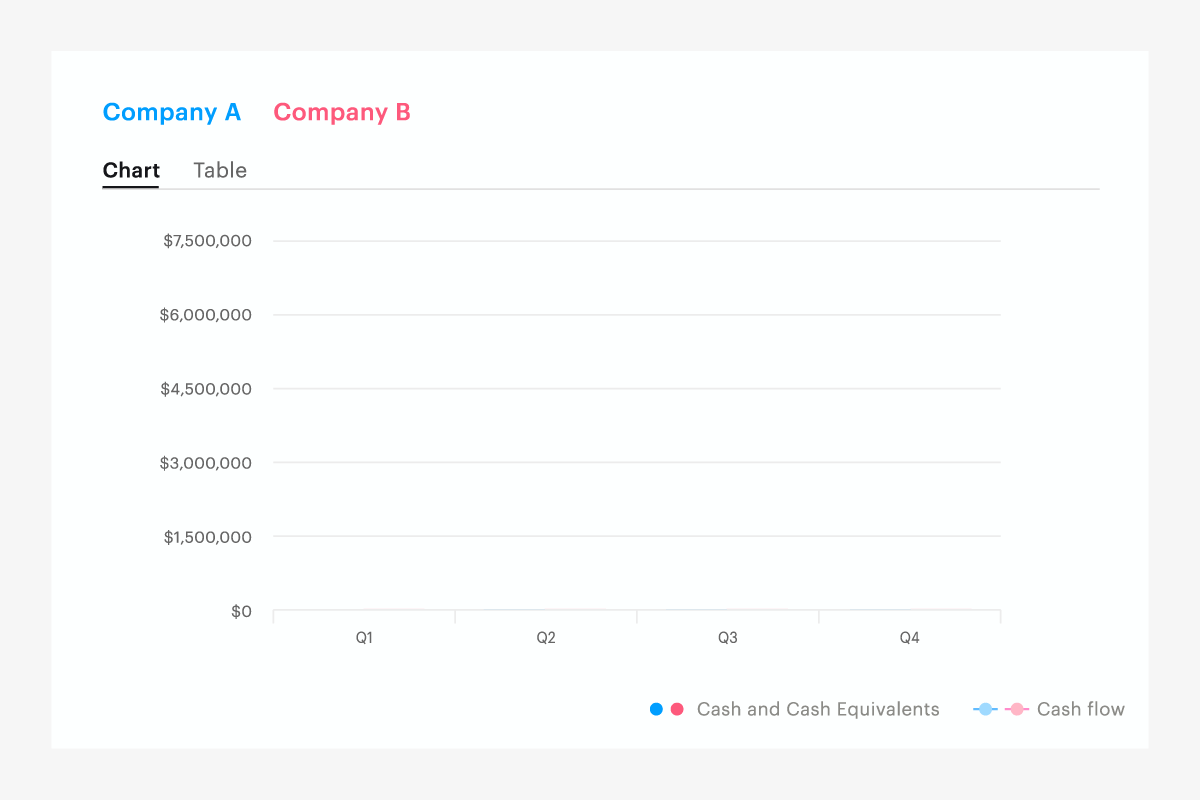 Company A Company B
Chart Table
$7,500,000
$6,000,000
$4,500,000
$3,000,000
$1,500,000
$0
Q1 Q2 Q3 Q4
Cash and Cash Equivalents Cash flow